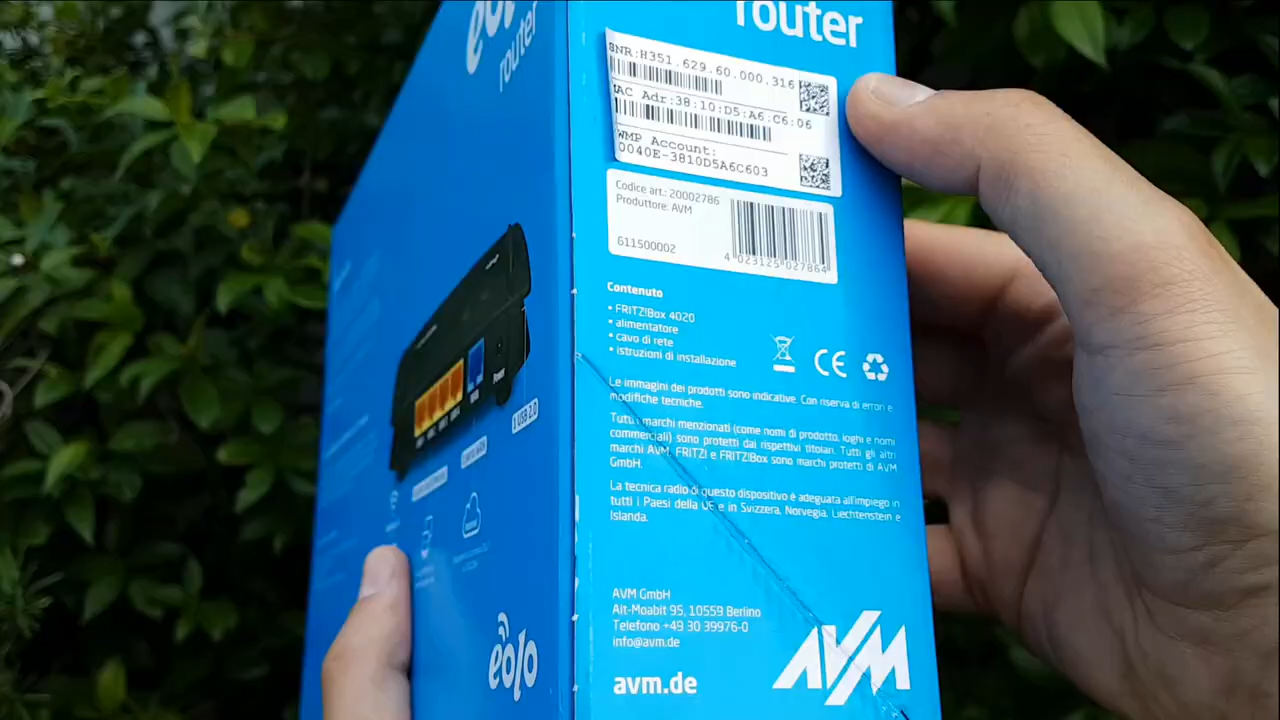 eolo
router
1 USB 2.0
eolo
router
SNR:H351.629.60.000.316
MAC Adr:38:10:D5:A6:C6:06
WMP Account:
0040E-3810D5A6C603
Codice art.: 20002786
Produttore: AVM
611500002
4 023125 027864
Contenuto
• FRITZ!Box 4020
• alimentatore
• cavo di rete
• istruzioni di installazione
CE
Le immagini dei prodotti sono indicative. Con riserva di errori e
modifiche tecniche.
Tutti i marchi menzionati (come nomi di prodotto, loghi e nomi
commerciali) sono protetti dai rispettivi titolari. Tutti gli altri
marchi AVM, FRITZ! e FRITZ!Box sono marchi protetti di AVM
GmbH.
La tecnica radio di questo dispositivo è adeguata all'impiego in
tutti i Paesi della UE e in Svizzera, Norvegia, Liechtenstein e
Islanda.
AVM GmbH
Alt-Moabit 95, 10559 Berlino
Telefono +49 30 39976-0
info@avm.de
avm.de
AVM